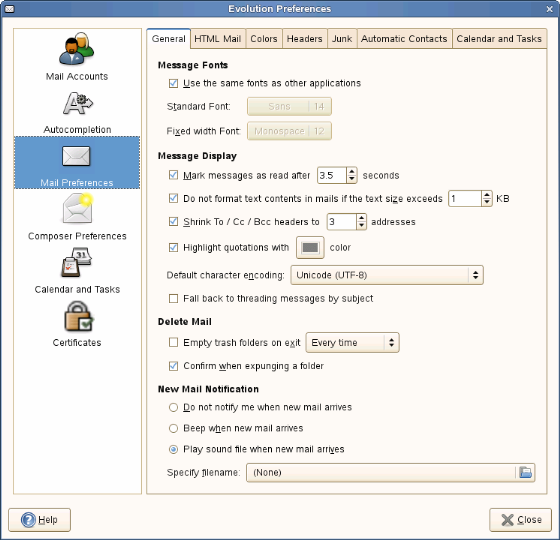 Evolution Preferences
Mail Accounts
Autocompletion
Mail Preferences
Composer Preferences
31
Calendar and Tasks
Certificates
General HTML Mail Colors Headers Junk Automatic Contacts Calendar and Tasks
Message Fonts
Use the same fonts as other applications
Standard Font: Sans 14
Fixed width Font: Monospace 12
Message Display
Mark messages as read after 3.5 seconds
Do not format text contents in mails if the text size exceeds 1 KB
Shrink To / Cc / Bcc headers to 3 addresses
Highlight quotations with color
Default character encoding: Unicode (UTF-8)
Fall back to threading messages by subject
Delete Mail
Empty trash folders on exit Every time
Confirm when expunging a folder
New Mail Notification
Do not notify me when new mail arrives
Beep when new mail arrives
Play sound file when new mail arrives
Specify filename: (None)
Help Close